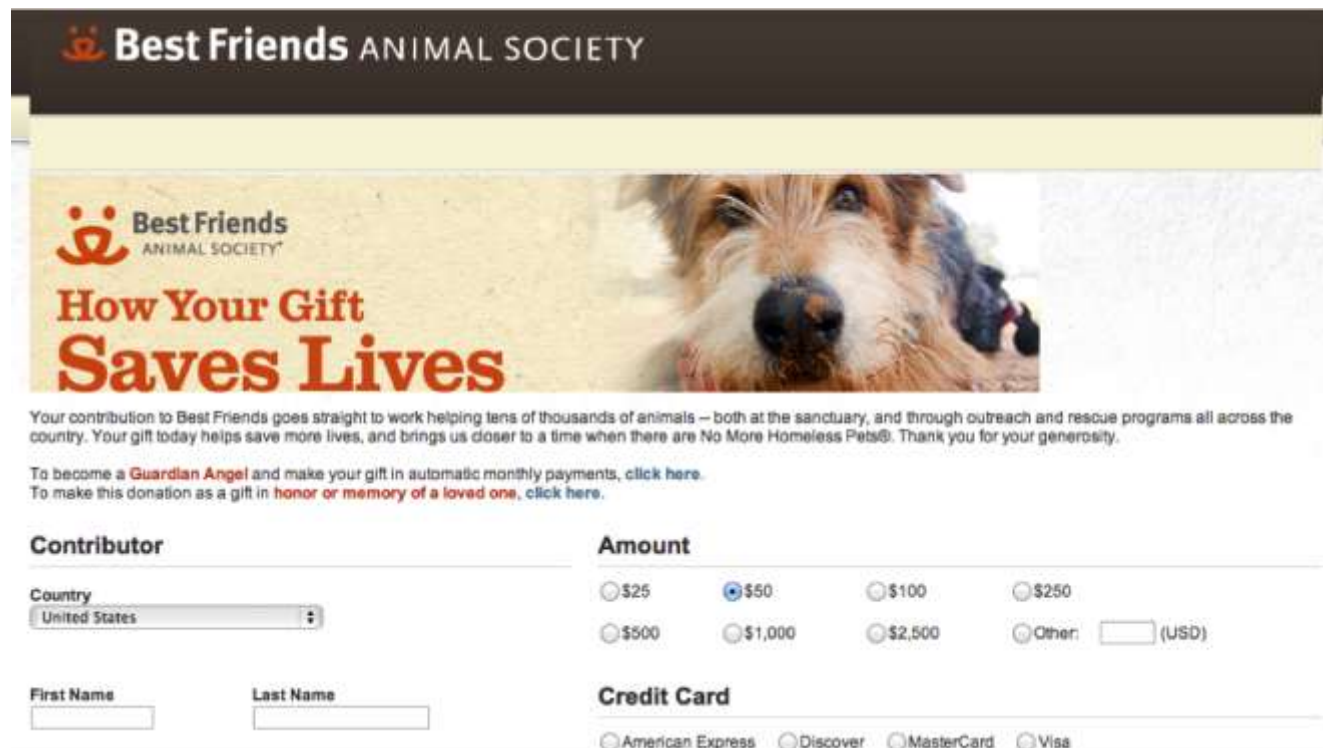 Best Friends ANIMAL SOCIETY
Best Friends
ANIMAL SOCIETY
How Your Gift
Saves Lives
Your contribution to Best Friends goes straight to work helping tens of thousands of animals – both at the sanctuary, and through outreach and rescue programs all across the
country. Your gift today helps save more lives, and brings us closer to a time when there are No More Homeless Pets®. Thank you for your generosity.
To become a Guardian Angel and make your gift in automatic monthly payments, click here.
To make this donation as a gift in honor or memory of a loved one, click here.
Contributor
Country
United States
First Name Last Name
Amount
$25 $50 $100 $250
$500 $1,000 $2,500 Other: (USD)
Credit Card
American Express Discover MasterCard Visa